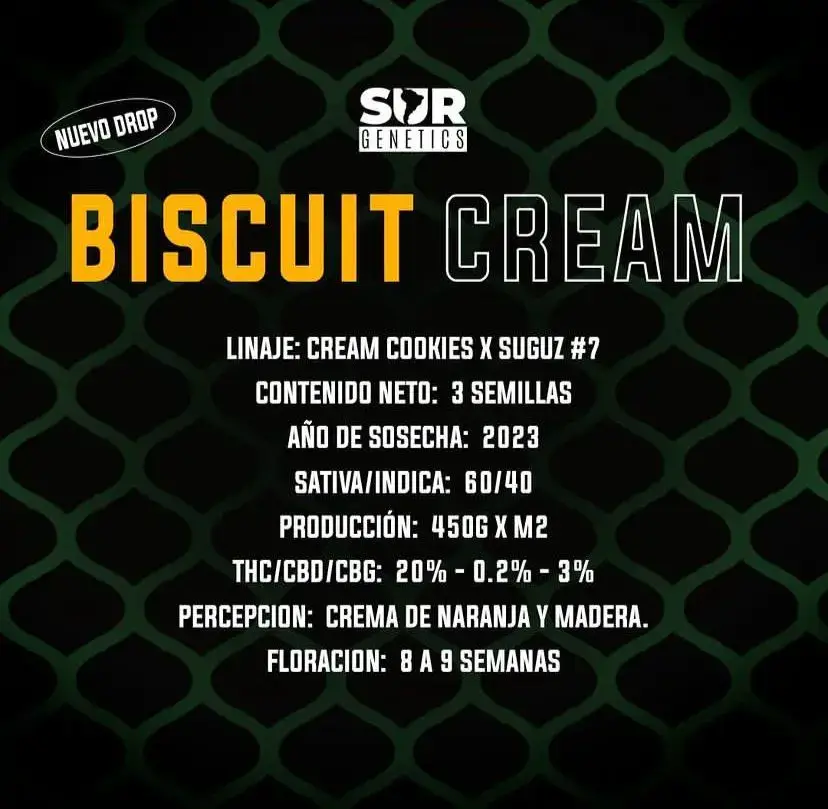 NUEVO DROP
SUR
GENETICS
BISCUIT CREAM
LINAJE: CREAM COOKIES X SUGUZ #7
CONTENIDO NETO: 3 SEMILLAS
AÑO DE SOSECHA: 2023
SATIVA/INDICA: 60/40
PRODUCCIÓN: 450G X M2
THC/CBD/CBG: 20% - 0.2% - 3%
PERCEPCION: CREMA DE NARANJA Y MADERA.
FLORACION: 8 A 9 SEMANAS